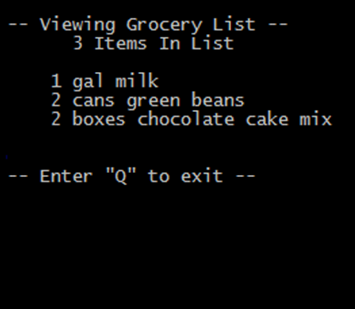 -- Viewing Grocery List --
3 Items In List
1 gal milk
2 cans green beans
2 boxes chocolate cake mix
-- Enter "Q" to exit --